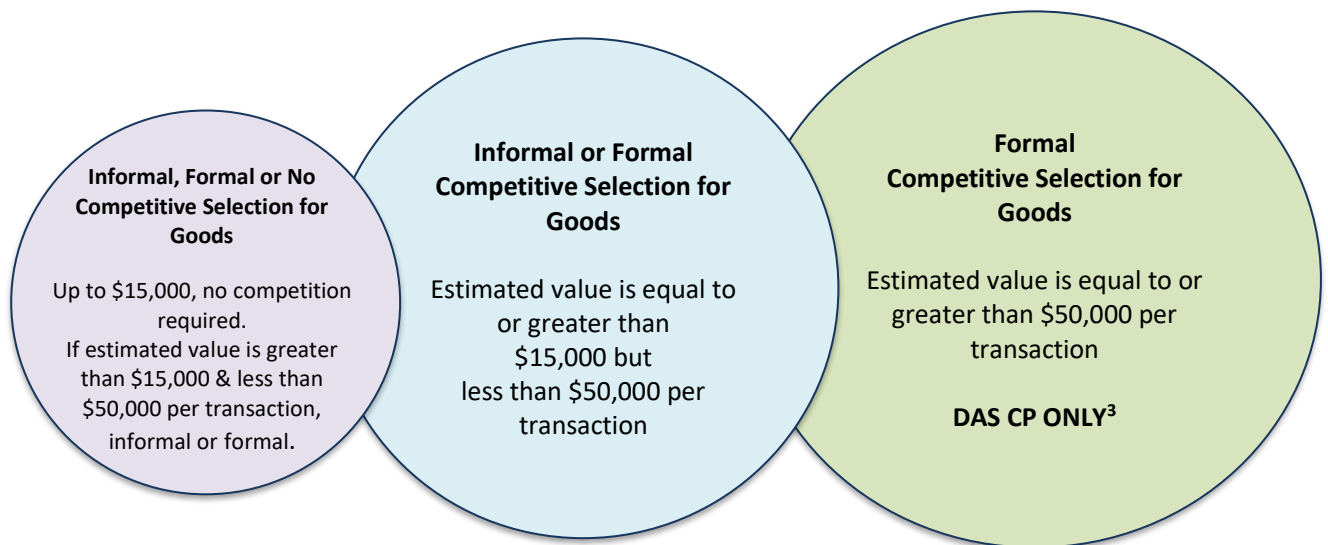 Informal, Formal or No
Competitive Selection for
Goods
Up to $15,000, no competition
required.
If estimated value is greater
than $15,000 & less than
$50,000 per transaction,
informal or formal.
Informal or Formal
Competitive Selection for
Goods
Estimated value is equal to
or greater than
$15,000 but
less than $50,000 per
transaction
Formal
Competitive Selection for
Goods
Estimated value is equal to or
greater than $50,000 per
transaction
DAS CP ONLY³